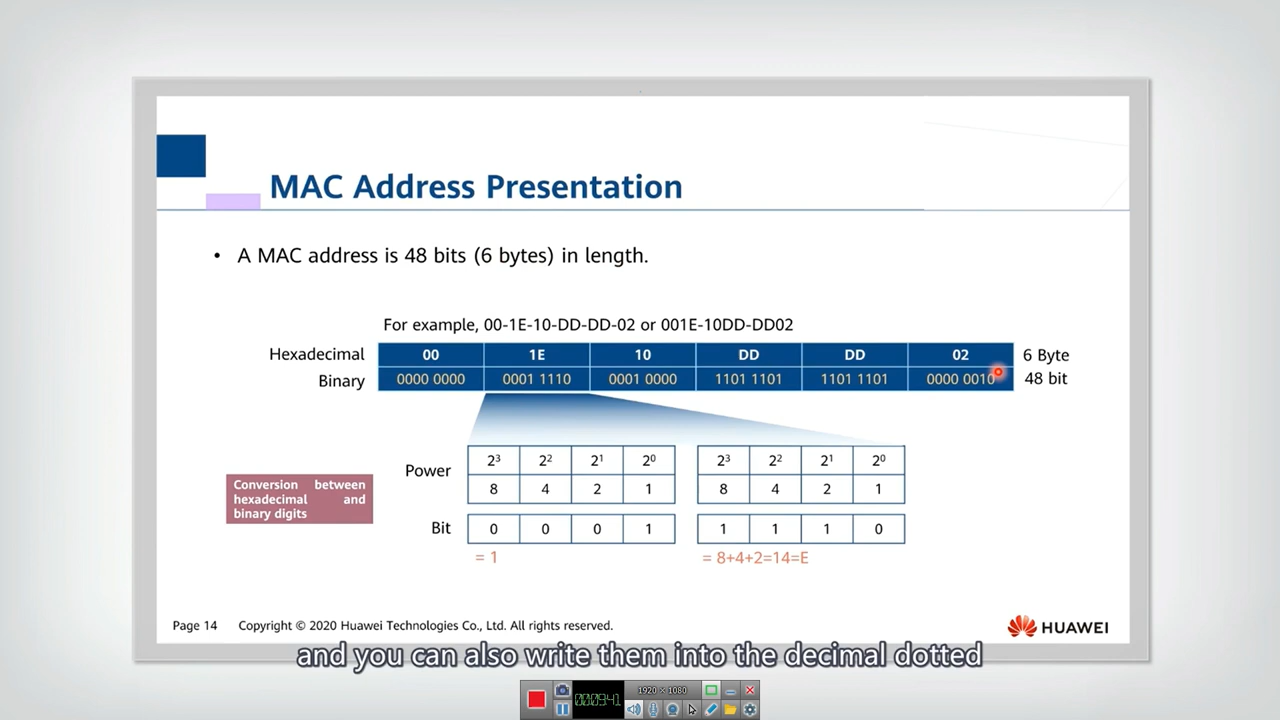 MAC Address Presentation
• A MAC address is 48 bits (6 bytes) in length.
For example, 00-1E-10-DD-DD-02 or 001E-10DD-DD02
Hexadecimal 00 1E 10 DD DD 02 6 Byte
Binary 0000 0000 0001 1110 0001 0000 1101 1101 1101 1101 0000 0010 48 bit
Power 2³ 2² 2¹ 2⁰ 2³ 2² 2¹ 2⁰
8 4 2 1 8 4 2 1
Conversion between
hexadecimal and
binary digits
Bit 0 0 0 1 1 1 1 0
= 1 = 8+4+2=14=E
Page 14 Copyright © 2020 Huawei Technologies Co., Ltd. All rights reserved.
HUAWEI
and you can also write them into the decimal dotted
1920 × 1080